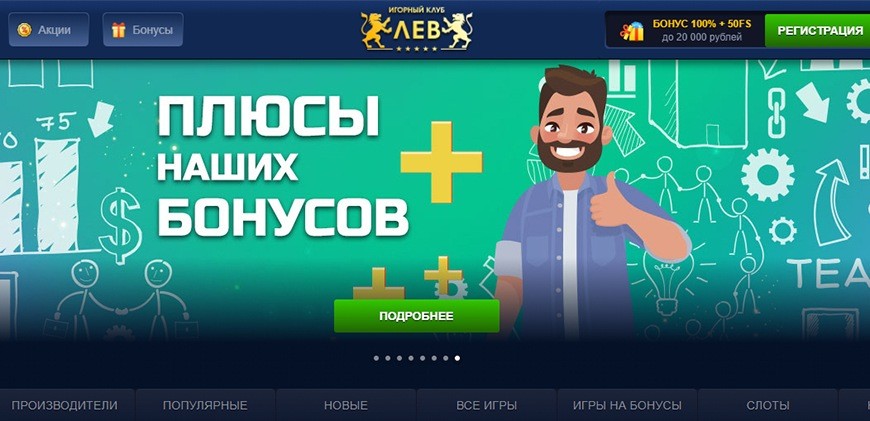 Акции
Бонусы
ИГОРНЫЙ КЛУБ
ЛЕВ
БОНУС 100% + 50FS
до 20 000 рублей
РЕГИСТРАЦИЯ
75
ПЛЮСЫ
НАШИХ
БОНУСОВ
$
TEA
ПОДРОБНЕЕ
ПРОИЗВОДИТЕЛИ
ПОПУЛЯРНЫЕ
НОВЫЕ
ВСЕ ИГРЫ
ИГРЫ НА БОНУСЫ
СЛОТЫ